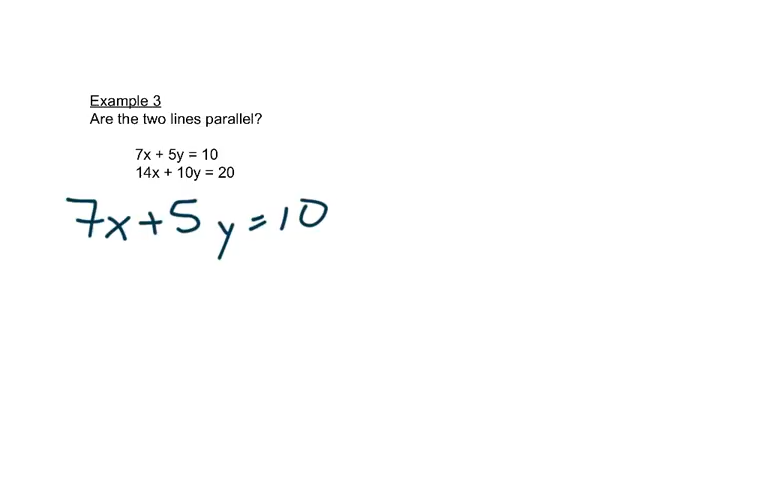 Example 3
Are the two lines parallel?
7x + 5y = 10
14x + 10y = 20
7x+5y=10